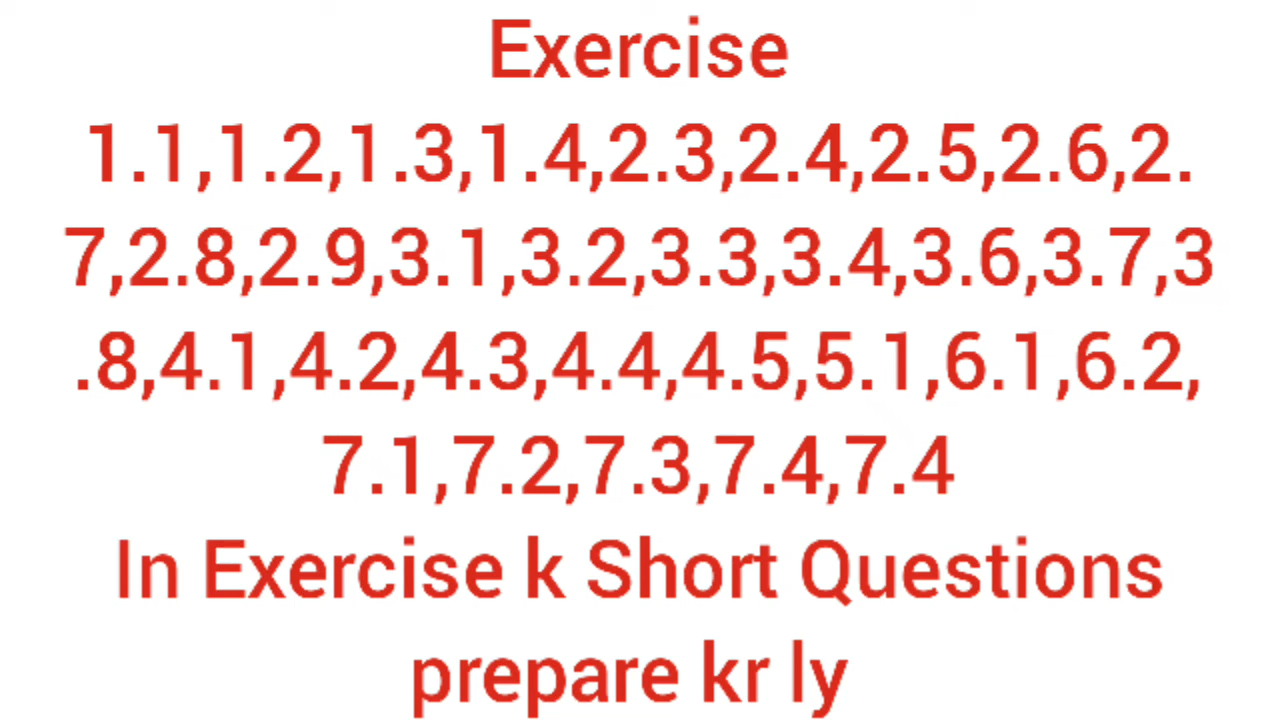 Exercise
1.1,1.2,1.3,1.4,2.3,2.4,2.5,2.6,2.
7,2.8,2.9,3.1,3.2,3.3,3.4,3.6,3.7,3
.8,4.1,4.2,4.3,4.4,4.5,5.1,6.1,6.2,
7.1,7.2,7.3,7.4,7.4
In Exercise k Short Questions
prepare kr ly